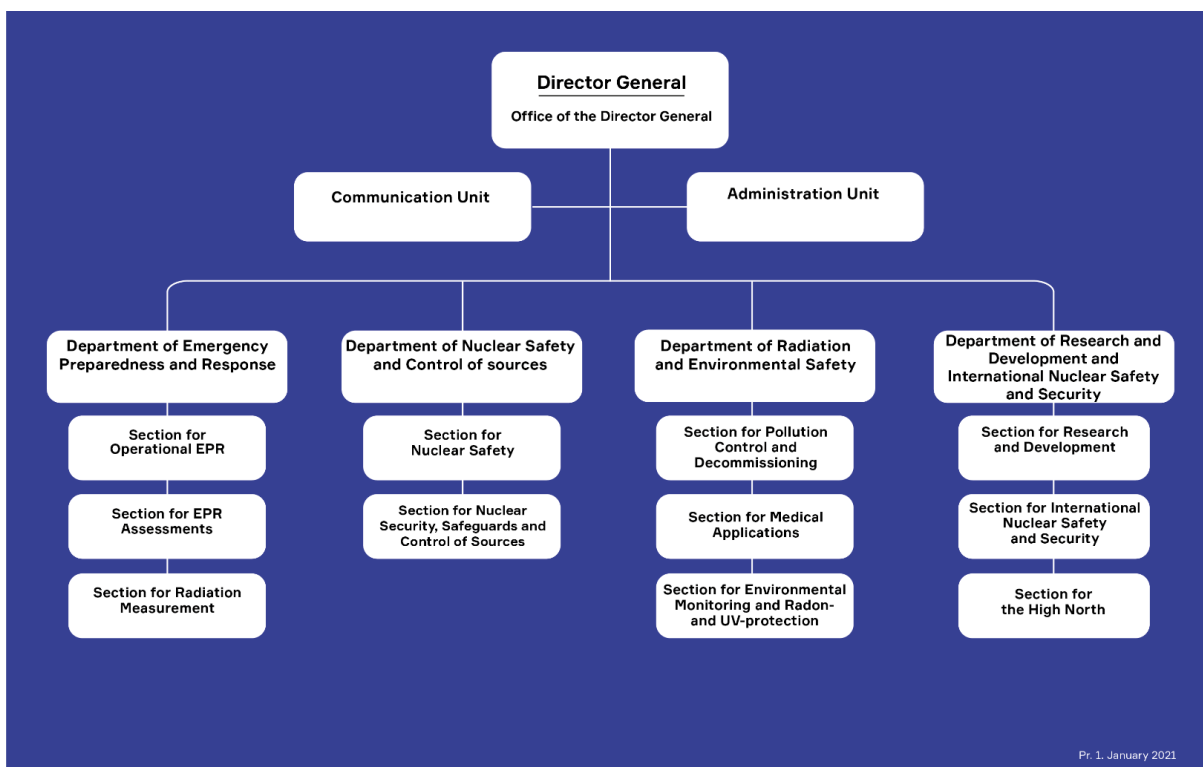 Director General
Office of the Director General
Communication Unit
Administration Unit
Department of Emergency
Preparedness and Response
Department of Nuclear Safety
and Control of sources
Department of Radiation
and Environmental Safety
Department of Research and
Development and
International Nuclear Safety
and Security
Section for
Operational EPR
Section for
Nuclear Safety
Section for Pollution
Control and
Decommissioning
Section for Research
and Development
Section for EPR
Assessments
Section for Nuclear
Security, Safeguards and
Control of Sources
Section for Medical
Applications
Section for International
Nuclear Safety
and Security
Section for Radiation
Measurement
Section for Environmental
Monitoring and Radon-
and UV-protection
Section for
the High North
Pr. 1. January 2021